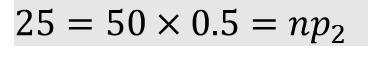 25 = 50 × 0.5 = np₂